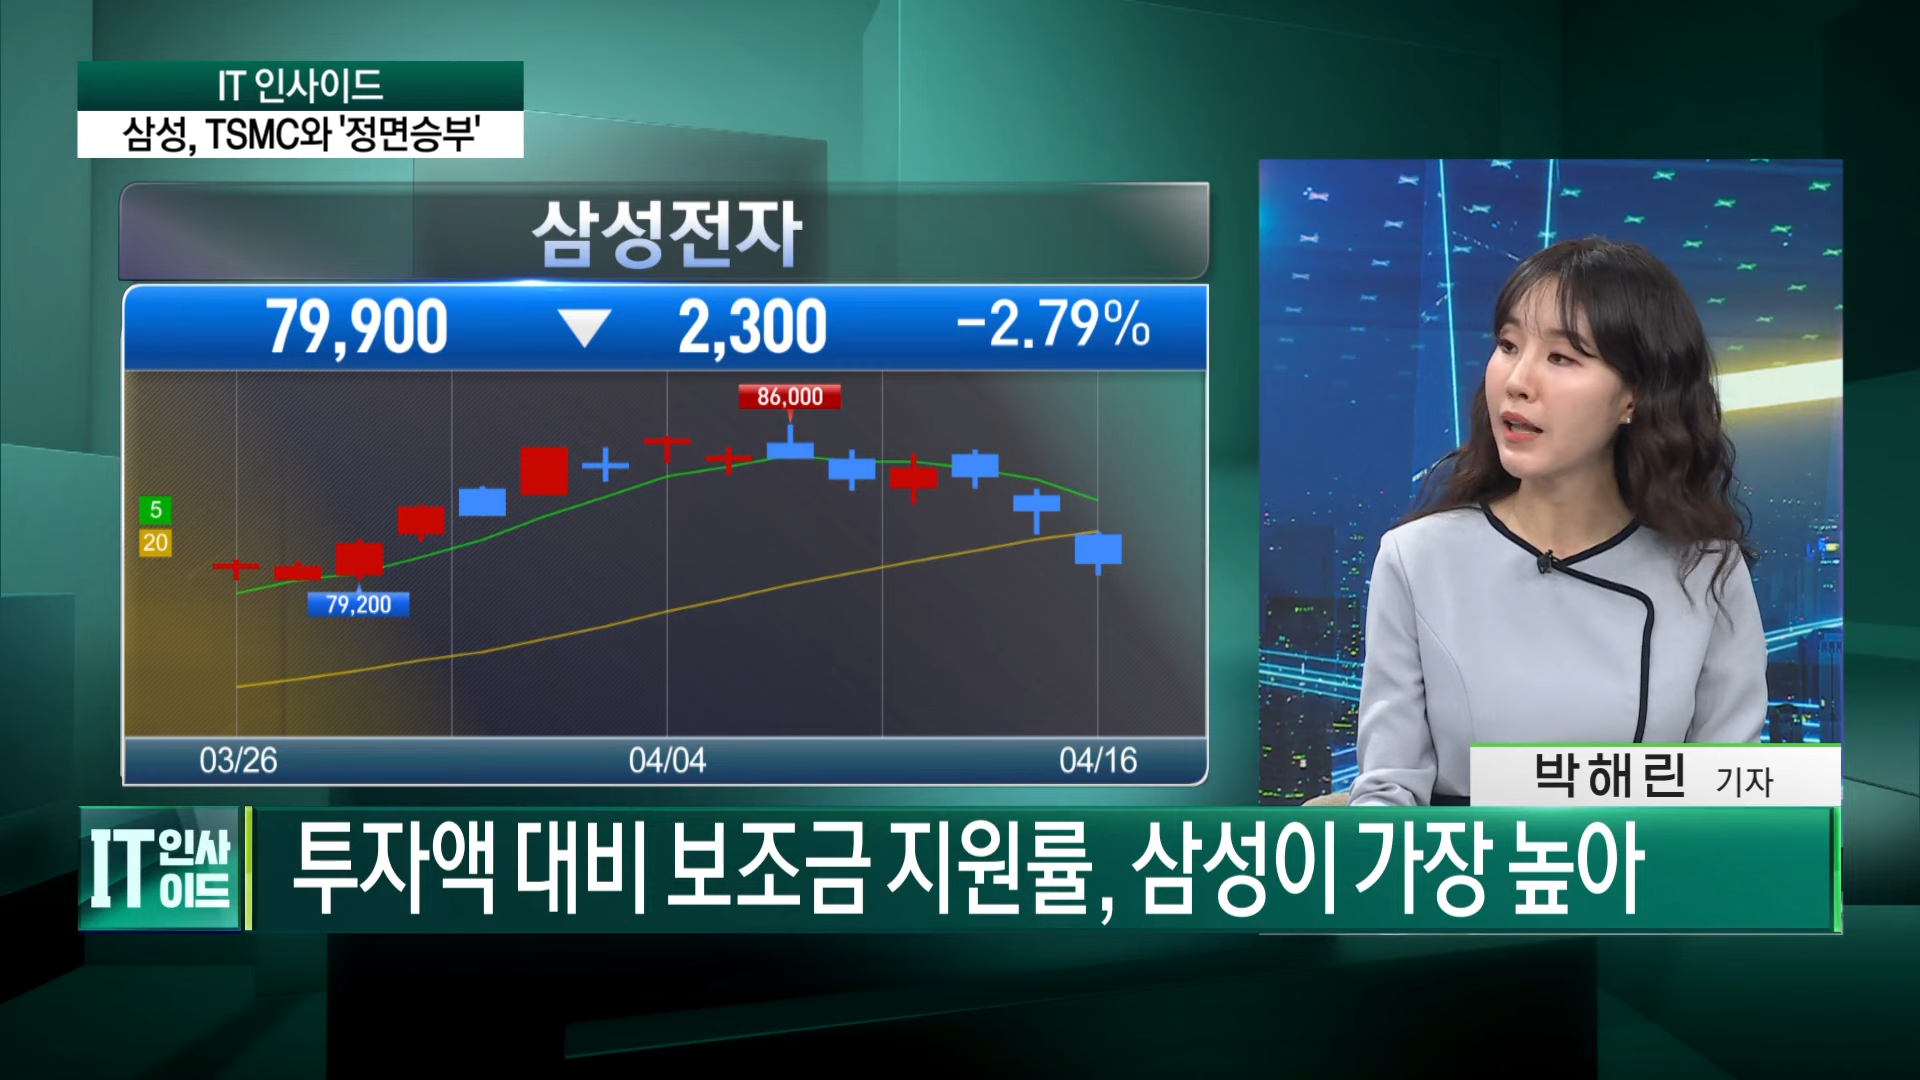 IT 인사이드
삼성, TSMC와 '정면승부'
삼성전자
79,900 ▼ 2,300 -2.79%
86,000
5
20
79,200
03/26 04/04 04/16
박해린 기자
IT 인사이드
투자액 대비 보조금 지원률, 삼성이 가장 높아